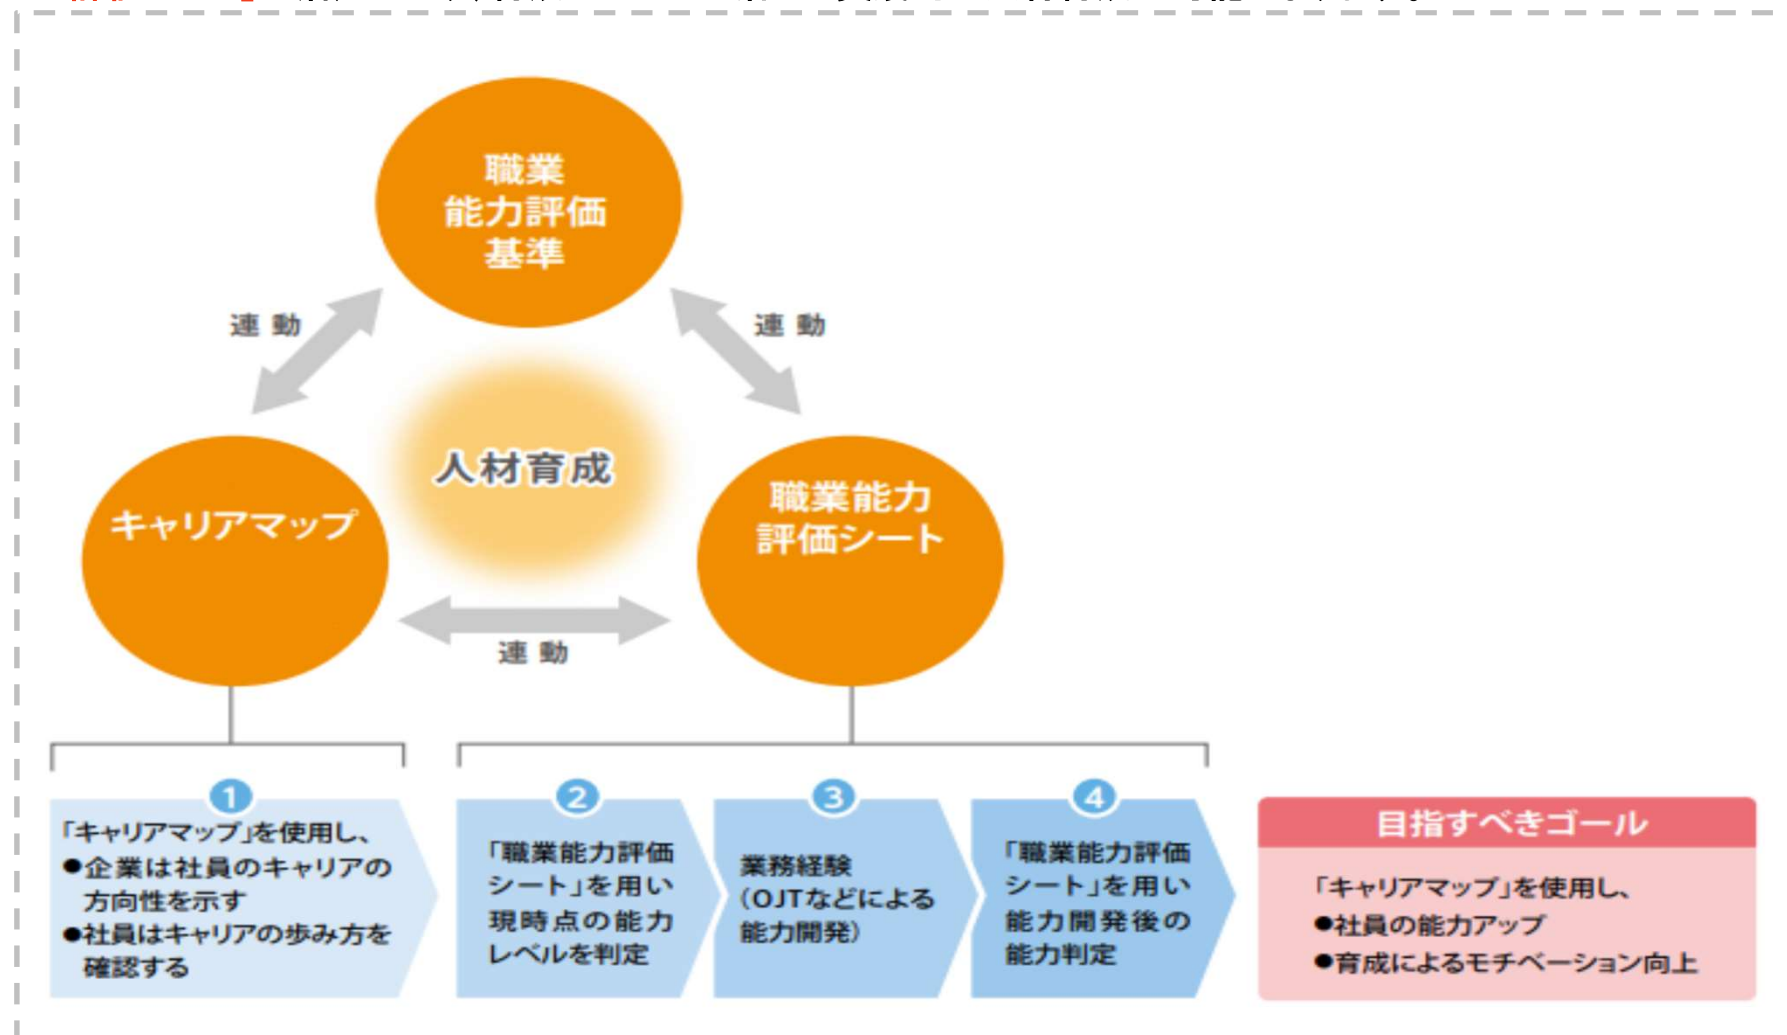 職業
能力評価
基準
連動
連動
人材育成
キャリアマップ
職業能力
評価シート
連動
1
「キャリアマップ」を使用し、
●企業は社員のキャリアの
方向性を示す
●社員はキャリアの歩み方を
確認する
2
「職業能力評価
シート」を用い
現時点の能力
レベルを判定
3
業務経験
(OJTなどによる
能力開発)
4
「職業能力評価
シート」を用い
能力開発後の
能力判定
目指すべきゴール
「キャリアマップ」を使用し、
●社員の能力アップ
●育成によるモチベーション向上